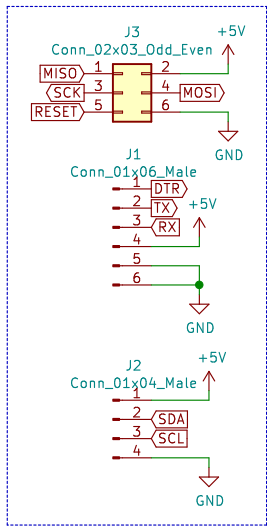 J3
Conn_02x03_Odd_Even
+5V
MISO 1 2
SCK 3 4 MOSI
RESET 5 6
GND
J1
Conn_01x06_Male
1 DTR
2 TX
+5V
3 RX
4
5
6
GND
J2
Conn_01x04_Male
+5V
1
2 SDA
3 SCL
4
GND